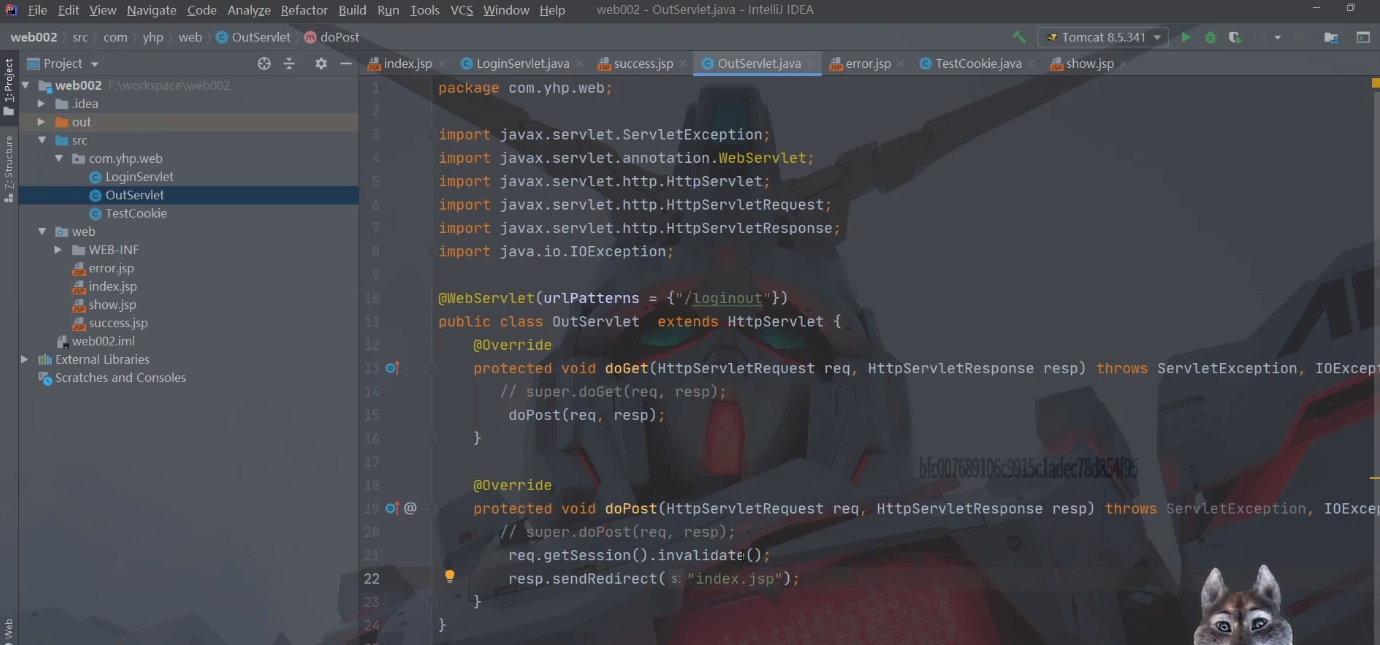 File Edit View Navigate Code Analyze Refactor Build Run Tools VCS Window Help web002 - OutServlet.java - IntelliJ IDEA
web002 src com yhp web OutServlet doPost Tomcat 8.5.341
Project index.jsp LoginServlet.java success.jsp OutServlet.java error.jsp TestCookie.java show.jsp
1: Project
Z: Structure
Web
web002 F:\workspace\web002
.idea
out
src
com.yhp.web
LoginServlet
OutServlet
TestCookie
web
WEB-INF
error.jsp
index.jsp
show.jsp
success.jsp
web002.iml
External Libraries
Scratches and Consoles
1 package com.yhp.web;
2
3 import javax.servlet.ServletException;
4 import javax.servlet.annotation.WebServlet;
5 import javax.servlet.http.HttpServlet;
6 import javax.servlet.http.HttpServletRequest;
7 import javax.servlet.http.HttpServletResponse;
8 import java.io.IOException;
9
10 @WebServlet(urlPatterns = {"/loginout"})
11 public class OutServlet extends HttpServlet {
12 @Override
13 protected void doGet(HttpServletRequest req, HttpServletResponse resp) throws ServletException, IOExcept
14 // super.doGet(req, resp);
15 doPost(req, resp);
16 }
17
18 @Override
19 @ protected void doPost(HttpServletRequest req, HttpServletResponse resp) throws ServletException, IOExce
20 // super.doPost(req, resp);
21 req.getSession().invalidate();
22 resp.sendRedirect( s: "index.jsp");
23 }
24 }
bfc007689106c9915c1adec78d854f95